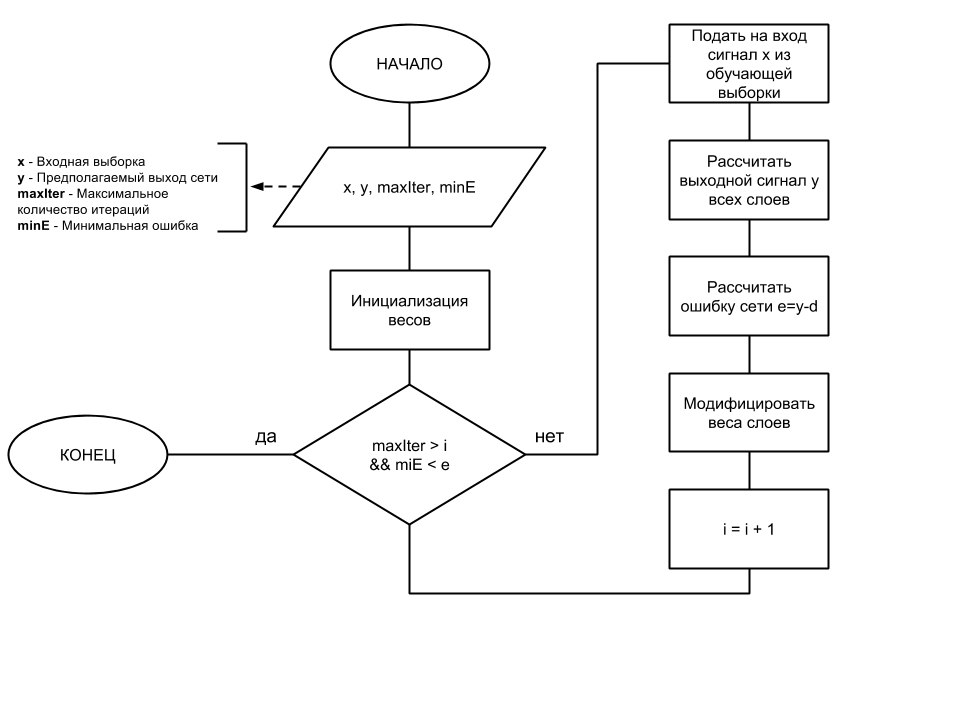 НАЧАЛО
x, y, maxIter, minE
x - Входная выборка
y - Предполагаемый выход сети
maxIter - Максимальное
количество итераций
minE - Минимальная ошибка
Инициализация
весов
maxIter > i
&& miE < e
да
КОНЕЦ
нет
Подать на вход
сигнал x из
обучающей
выборки
Рассчитать
выходной сигнал y
всех слоев
Рассчитать
ошибку сети e=y-d
Модифицировать
веса слоев
i = i + 1